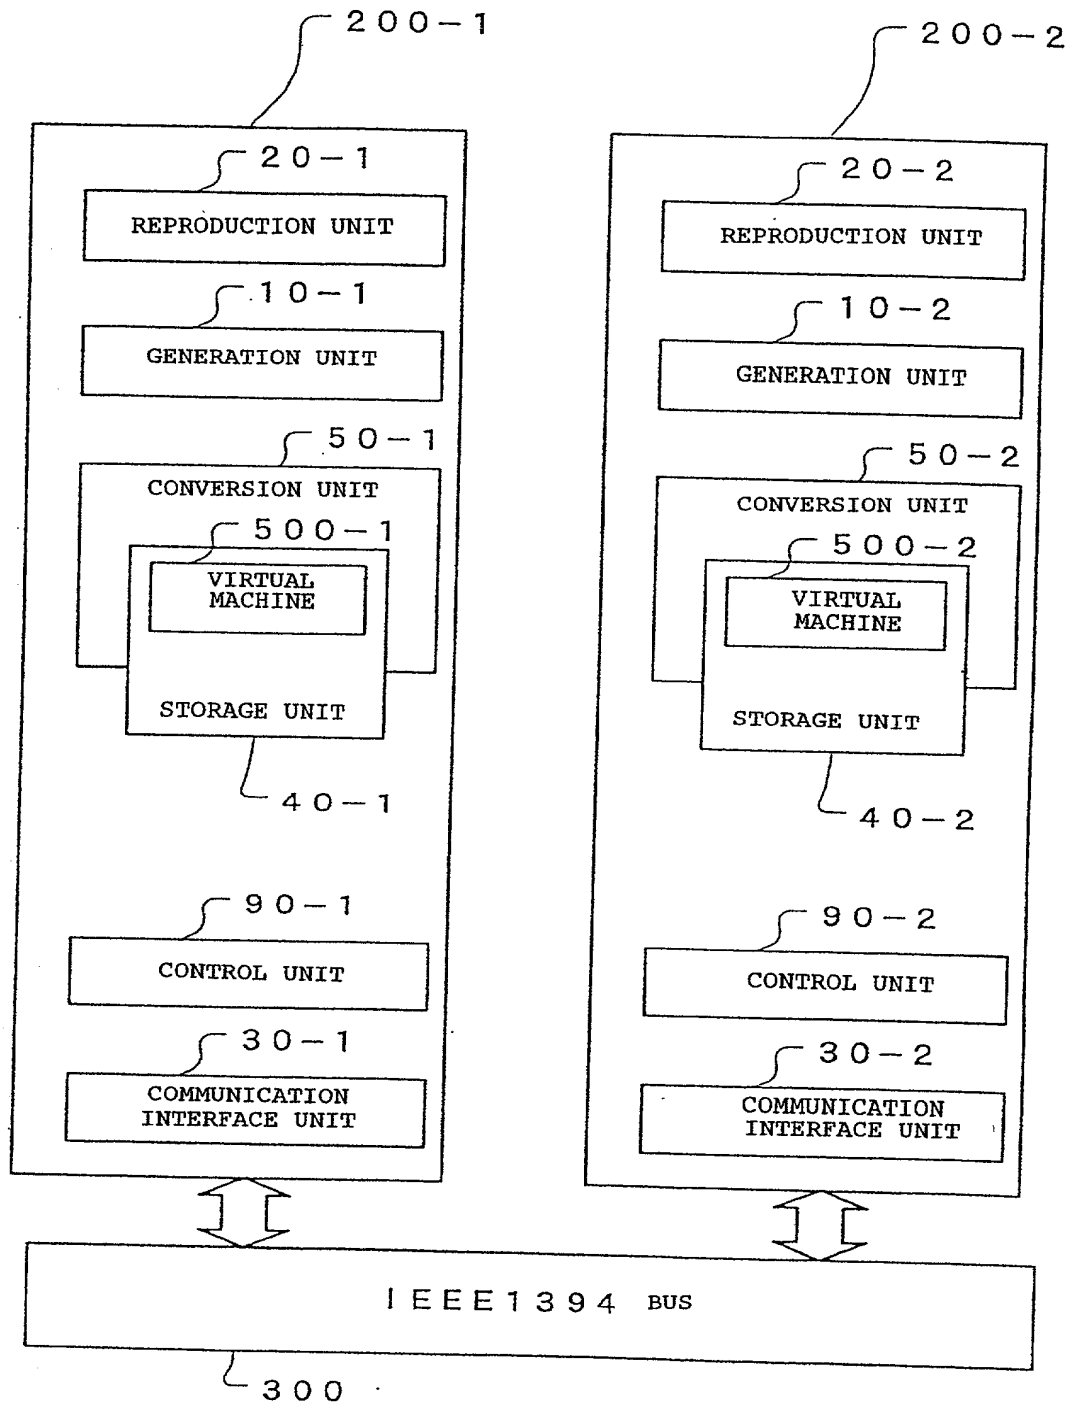 200-1
200-2
20-1
REPRODUCTION UNIT
10-1
GENERATION UNIT
50-1
CONVERSION UNIT
500-1
VIRTUAL
MACHINE
STORAGE UNIT
40-1
90-1
CONTROL UNIT
30-1
COMMUNICATION
INTERFACE UNIT
20-2
REPRODUCTION UNIT
10-2
GENERATION UNIT
50-2
CONVERSION UNIT
500-2
VIRTUAL
MACHINE
STORAGE UNIT
40-2
90-2
CONTROL UNIT
30-2
COMMUNICATION
INTERFACE UNIT
IEEE1394 BUS
300